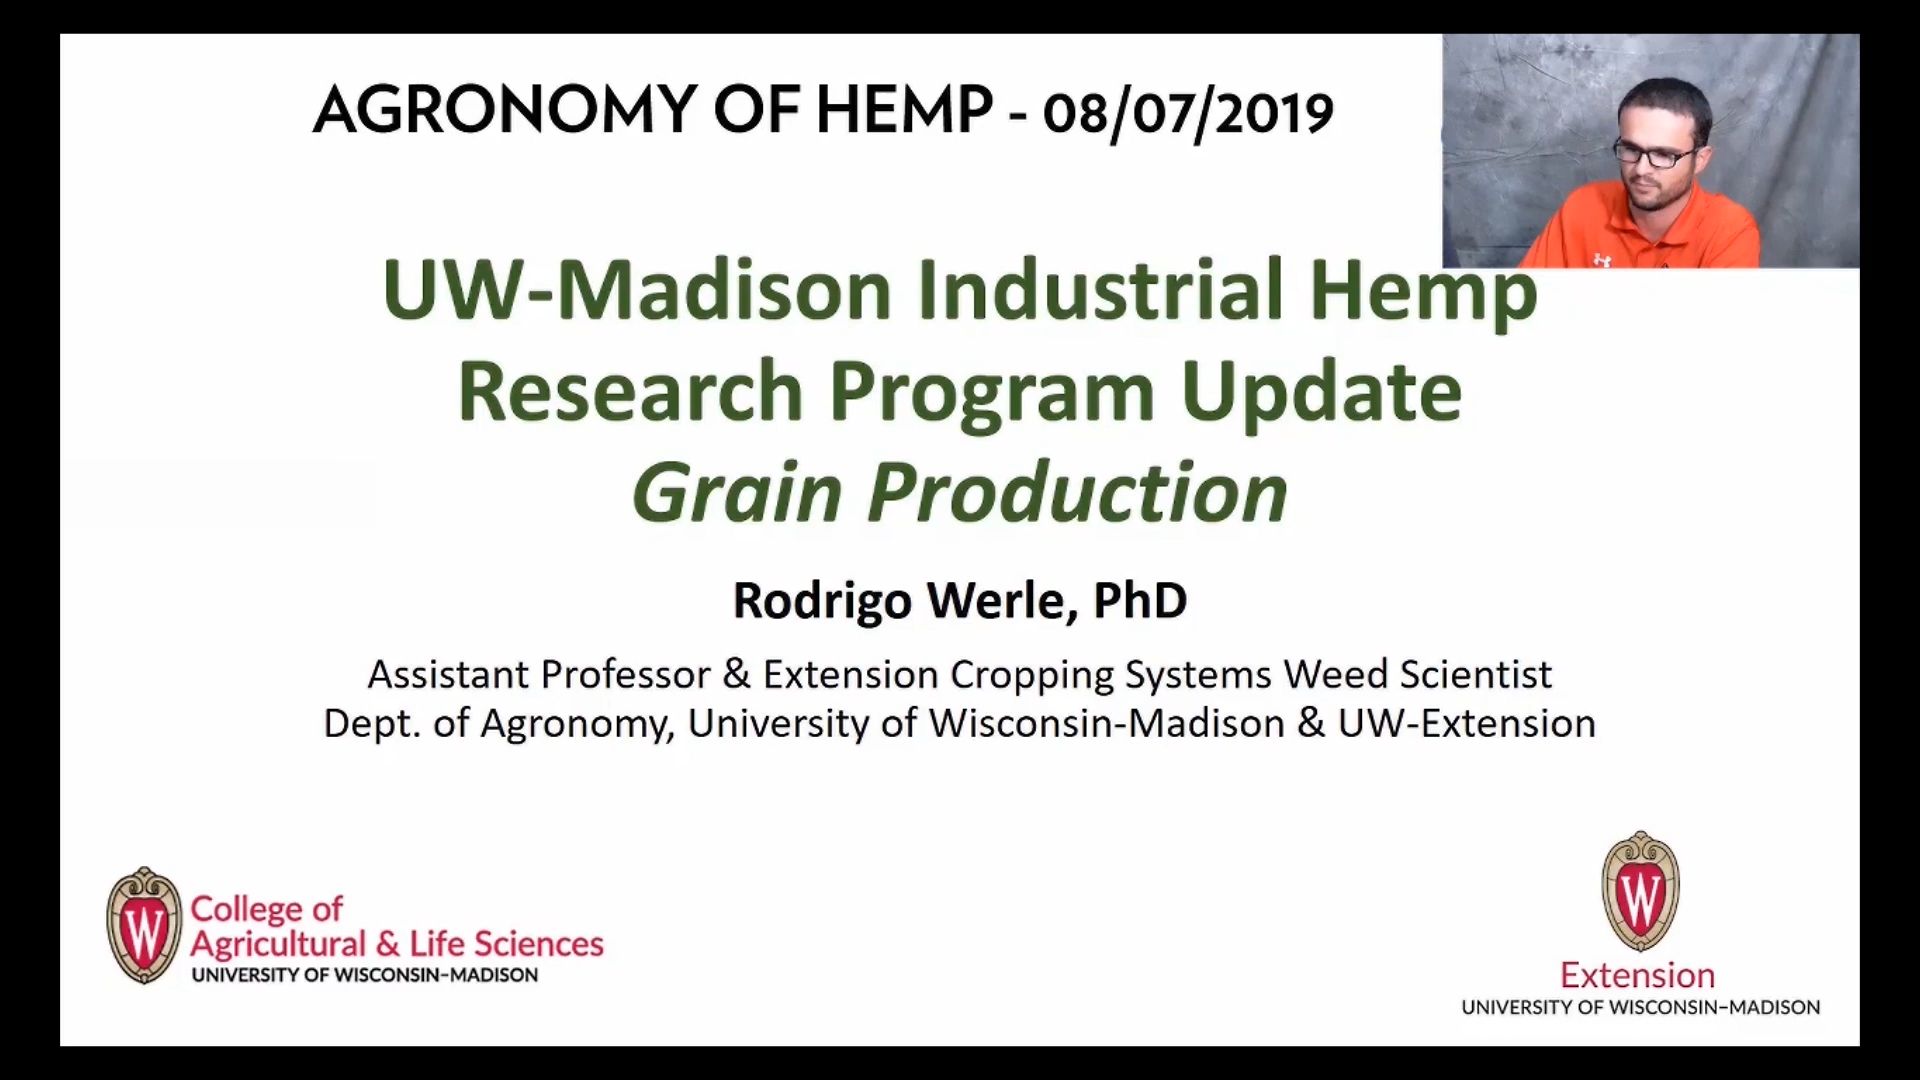 AGRONOMY OF HEMP - 08/07/2019
UW-Madison Industrial Hemp
Research Program Update
Grain Production
Rodrigo Werle, PhD
Assistant Professor & Extension Cropping Systems Weed Scientist
Dept. of Agronomy, University of Wisconsin-Madison & UW-Extension
W
College of
Agricultural & Life Sciences
UNIVERSITY OF WISCONSIN–MADISON
W
Extension
UNIVERSITY OF WISCONSIN–MADISON